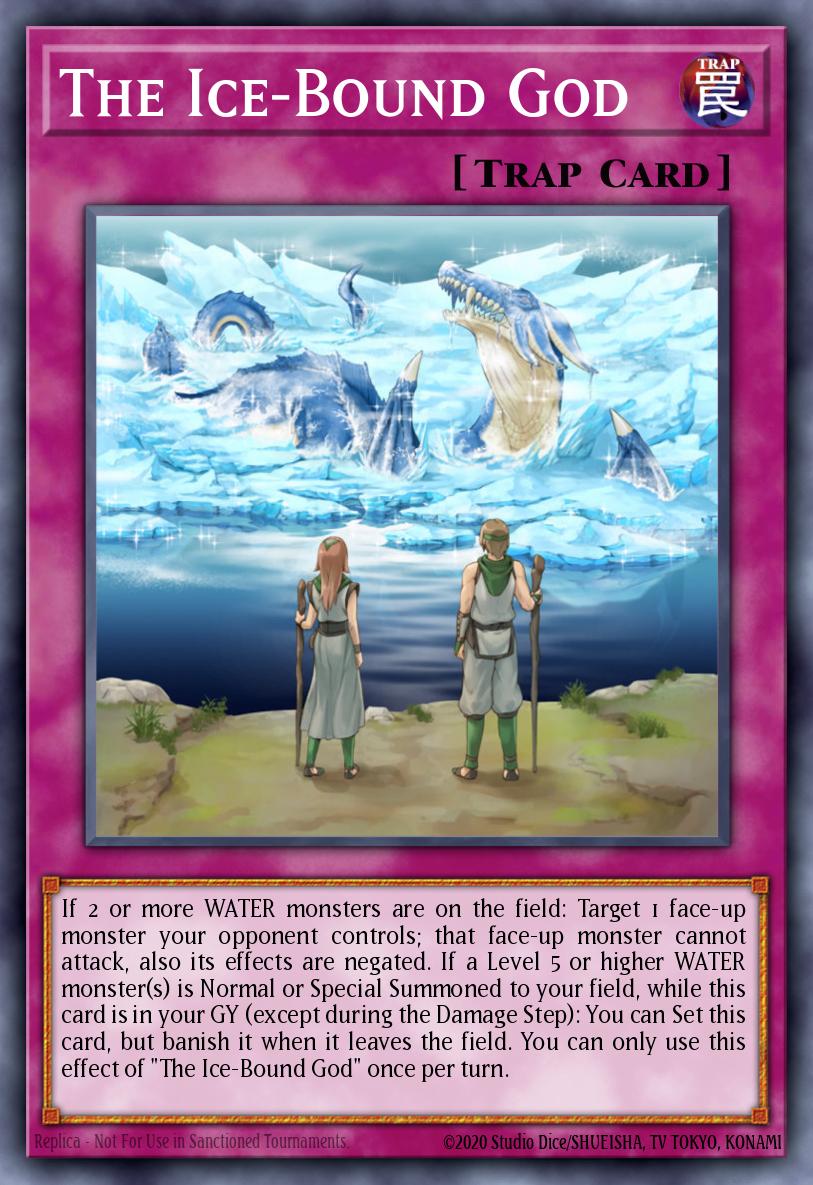 The Ice-Bound God
TRAP
罠
[Trap Card]
If 2 or more WATER monsters are on the field: Target 1 face-up
monster your opponent controls; that face-up monster cannot
attack, also its effects are negated. If a Level 5 or higher WATER
monster(s) is Normal or Special Summoned to your field, while this
card is in your GY (except during the Damage Step): You can Set this
card, but banish it when it leaves the field. You can only use this
effect of "The Ice-Bound God" once per turn.
Replica - Not For Use in Sanctioned Tournaments.
©2020 Studio Dice/SHUEISHA, TV TOKYO, KONAMI